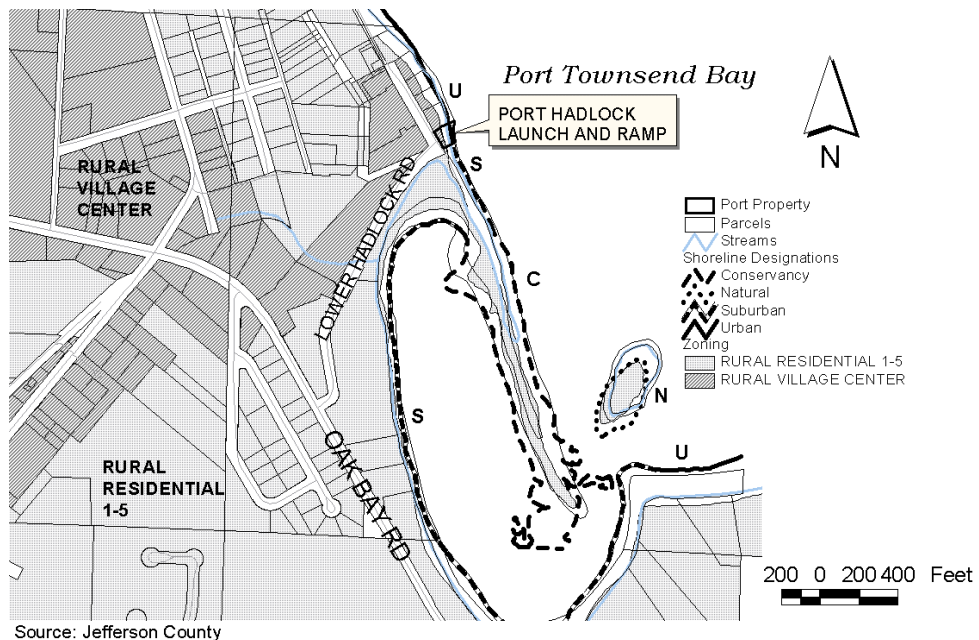 Port Townsend Bay
U
PORT HADLOCK
LAUNCH AND RAMP
N
S
RURAL
VILLAGE
CENTER
LOWER HADLOCK RD
Port Property
Parcels
Streams
Shoreline Designations
Conservancy
Natural
Suburban
Urban
Zoning
RURAL RESIDENTIAL 1-5
RURAL VILLAGE CENTER
C
N
S
U
RURAL
RESIDENTIAL
1-5
OAK BAY RD
200 0 200 400 Feet
Source: Jefferson County